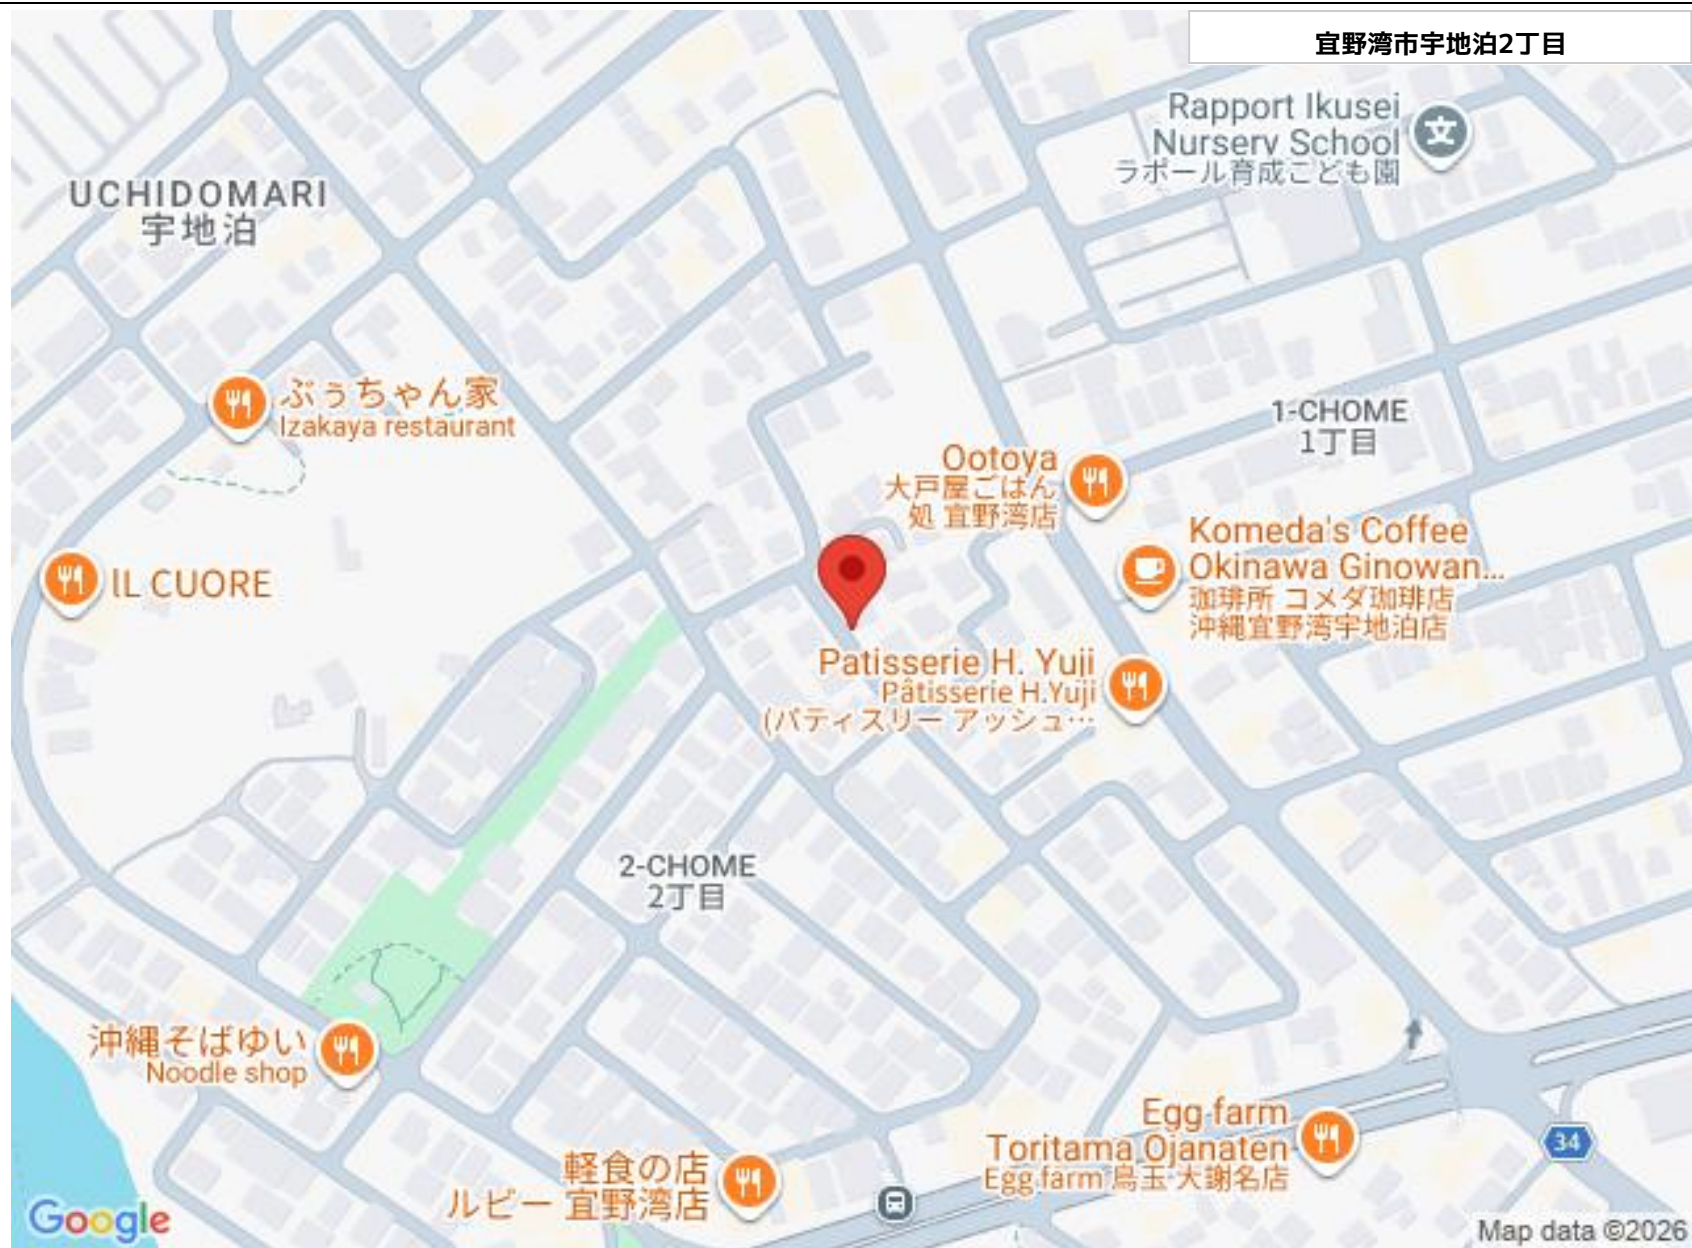 宜野湾市宇地泊2丁目
Rapport Ikusei
Nursery School
ラポール育成こども園
UCHIDOMARI
宇地泊
ぶぅちゃん家
Izakaya restaurant
1-CHOME
1丁目
Ootoya
大戸屋ごはん
処 宜野湾店
Komeda's Coffee
Okinawa Ginowan...
珈琲所 コメダ珈琲店
沖縄宜野湾宇地泊店
IL CUORE
Patisserie H. Yuji
Pâtisserie H.Yuji
(パティスリー アッシュ…
2-CHOME
2丁目
沖縄そばゆい
Noodle shop
Egg farm
Toritama Ojanaten
Egg farm 鳥玉 大謝名店
34
軽食の店
ルビー 宜野湾店
Google
Map data ©2026